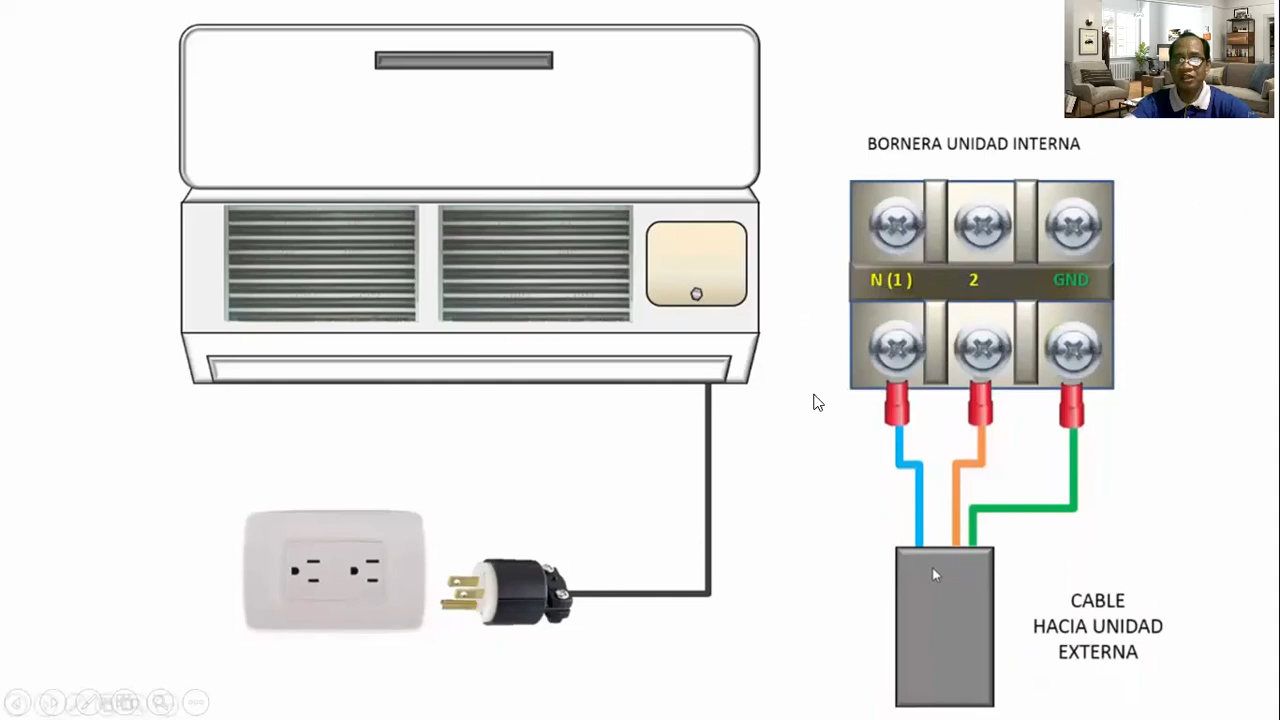 BORNERA UNIDAD INTERNA
N (1 ) 2 GND
CABLE
HACIA UNIDAD
EXTERNA